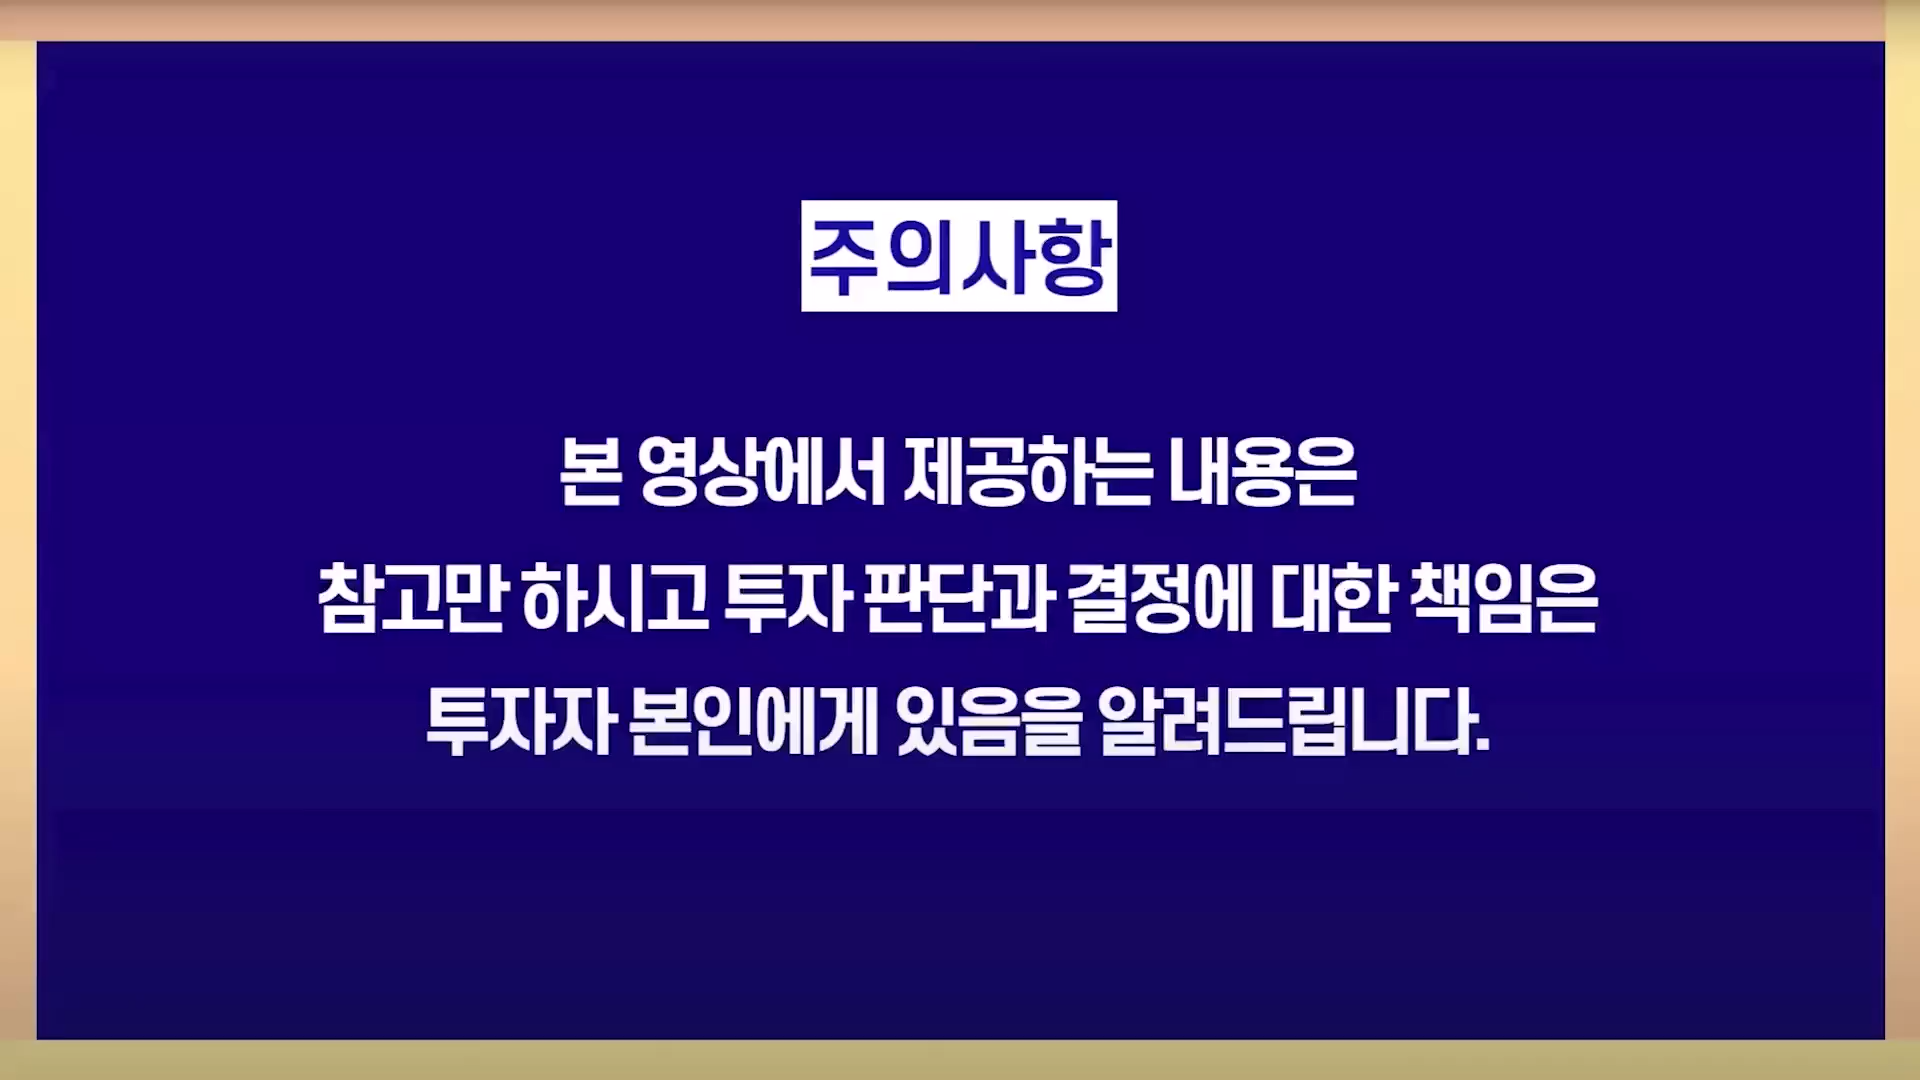 주의사항
본 영상에서 제공하는 내용은
참고만 하시고 투자 판단과 결정에 대한 책임은
투자자 본인에게 있음을 알려드립니다.